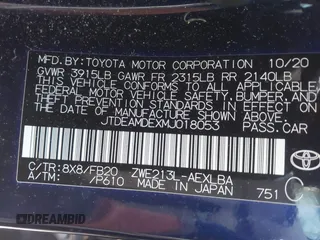 MFD.BY:TOYOTA MOTOR CORPORATION 10/20
GVWR 3915LB GAWR FR 2315LB RR 2140LB
THIS VEHICLE CONFORMS TO ALL APPLICABLE
FEDERAL MOTOR VEHICLE SAFETY, BUMPER, AND
THEFT PREVENTION STANDARDS IN EFFECT ON
THE DATE OF MANUFACTURE SHOWN ABOVE.
JTDEAMDEXMJ018053 PASS. CAR
C/TR:8X8/FB20 ZWE213L-AEXLBA
A/TM: /P610 MADE IN JAPAN 751
TOYOTA
DREAMBID